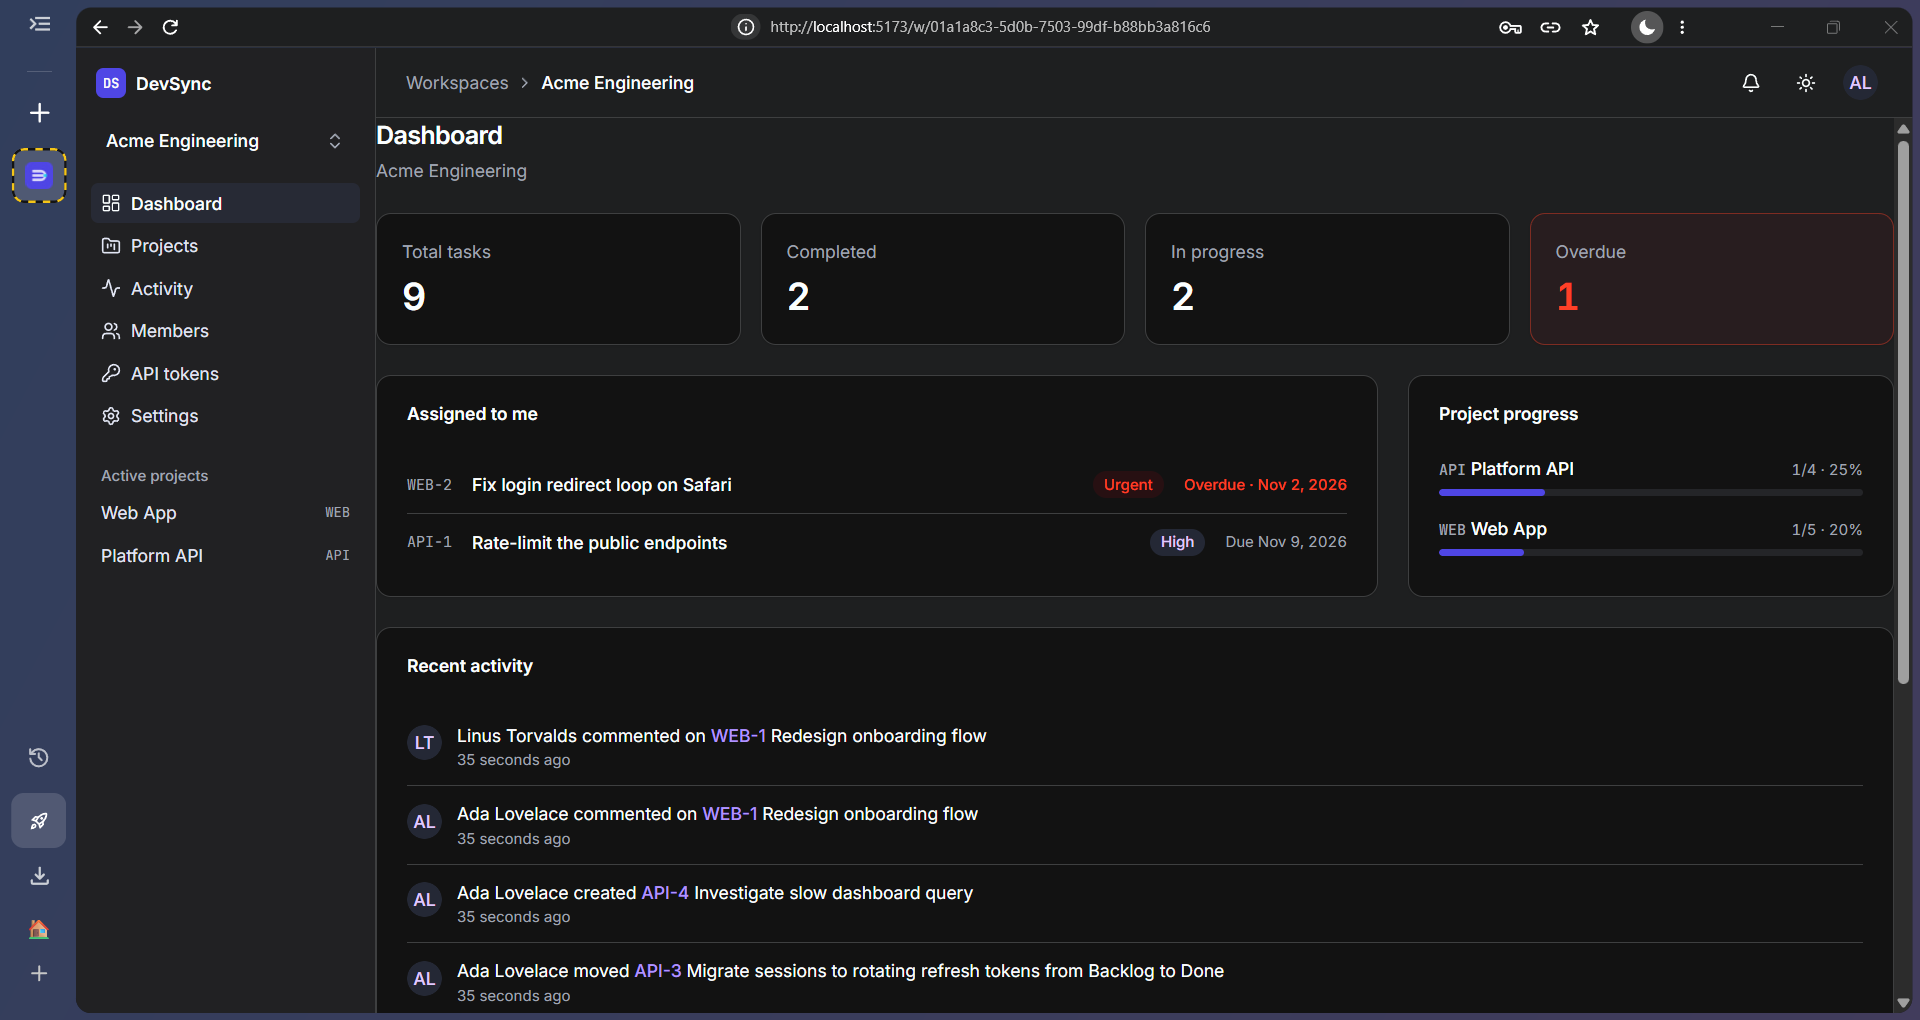 http://localhost:5173/w/01a1a8c3-5d0b-7503-99df-b88bb3a816c6
DS DevSync
Acme Engineering
Dashboard
Projects
Activity
Members
API tokens
Settings
Active projects
Web App WEB
Platform API API
Workspaces > Acme Engineering
AL
Dashboard
Acme Engineering
Total tasks
9
Completed
2
In progress
2
Overdue
1
Assigned to me
WEB-2 Fix login redirect loop on Safari Urgent Overdue · Nov 2, 2026
API-1 Rate-limit the public endpoints High Due Nov 9, 2026
Project progress
API Platform API 1/4 · 25%
WEB Web App 1/5 · 20%
Recent activity
LT Linus Torvalds commented on WEB-1 Redesign onboarding flow
35 seconds ago
AL Ada Lovelace commented on WEB-1 Redesign onboarding flow
35 seconds ago
AL Ada Lovelace created API-4 Investigate slow dashboard query
35 seconds ago
AL Ada Lovelace moved API-3 Migrate sessions to rotating refresh tokens from Backlog to Done
35 seconds ago